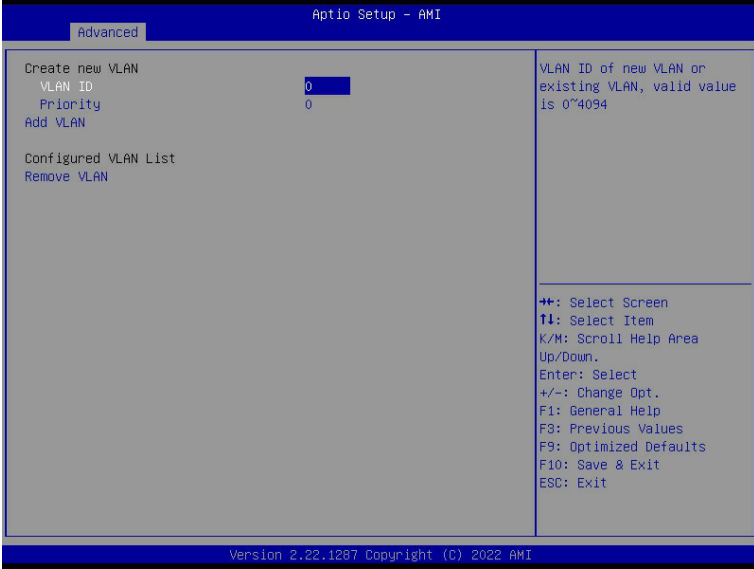 Aptio Setup – AMI
Advanced
Create new VLAN
VLAN ID 0
Priority 0
Add VLAN
Configured VLAN List
Remove VLAN
VLAN ID of new VLAN or
existing VLAN, valid value
is 0~4094
→←: Select Screen
↑↓: Select Item
K/M: Scroll Help Area
Up/Down.
Enter: Select
+/-: Change Opt.
F1: General Help
F3: Previous Values
F9: Optimized Defaults
F10: Save & Exit
ESC: Exit
Version 2.22.1287 Copyright (C) 2022 AMI